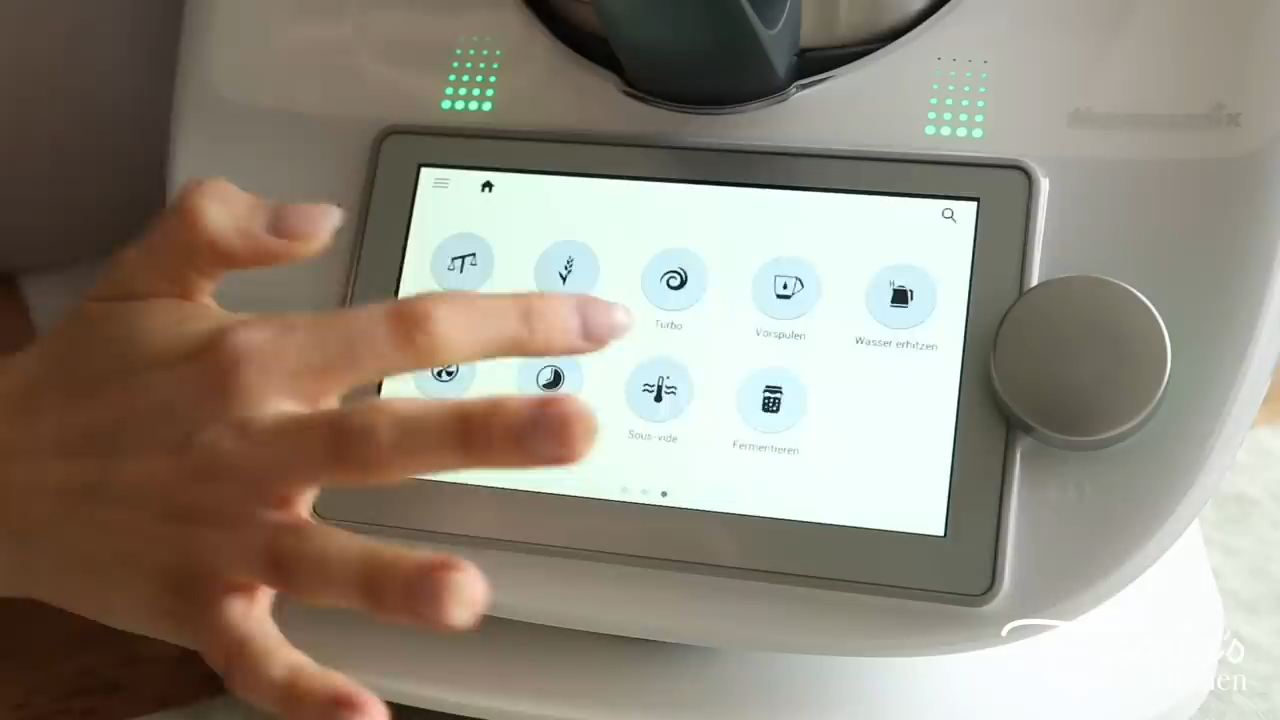 Turbo
Vorspülen
Wasser erhitzen
Sous-vide
Fermentieren